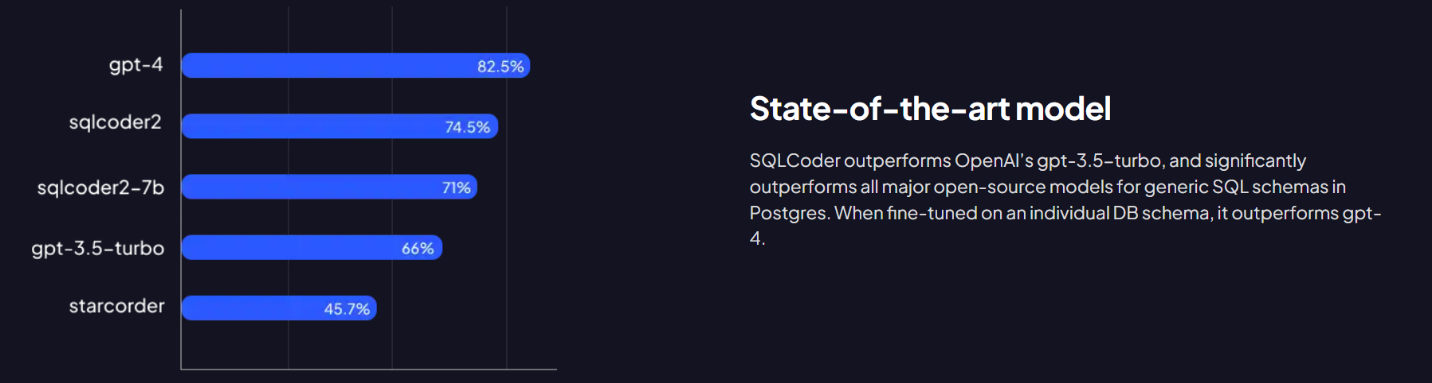 gpt-4
82.5%
sqlcoder2
74.5%
sqlcoder2-7b
71%
gpt-3.5-turbo
66%
starcorder
45.7%
State-of-the-art model
SQLCoder outperforms OpenAI's gpt-3.5-turbo, and significantly
outperforms all major open-source models for generic SQL schemas in
Postgres. When fine-tuned on an individual DB schema, it outperforms gpt-
4.